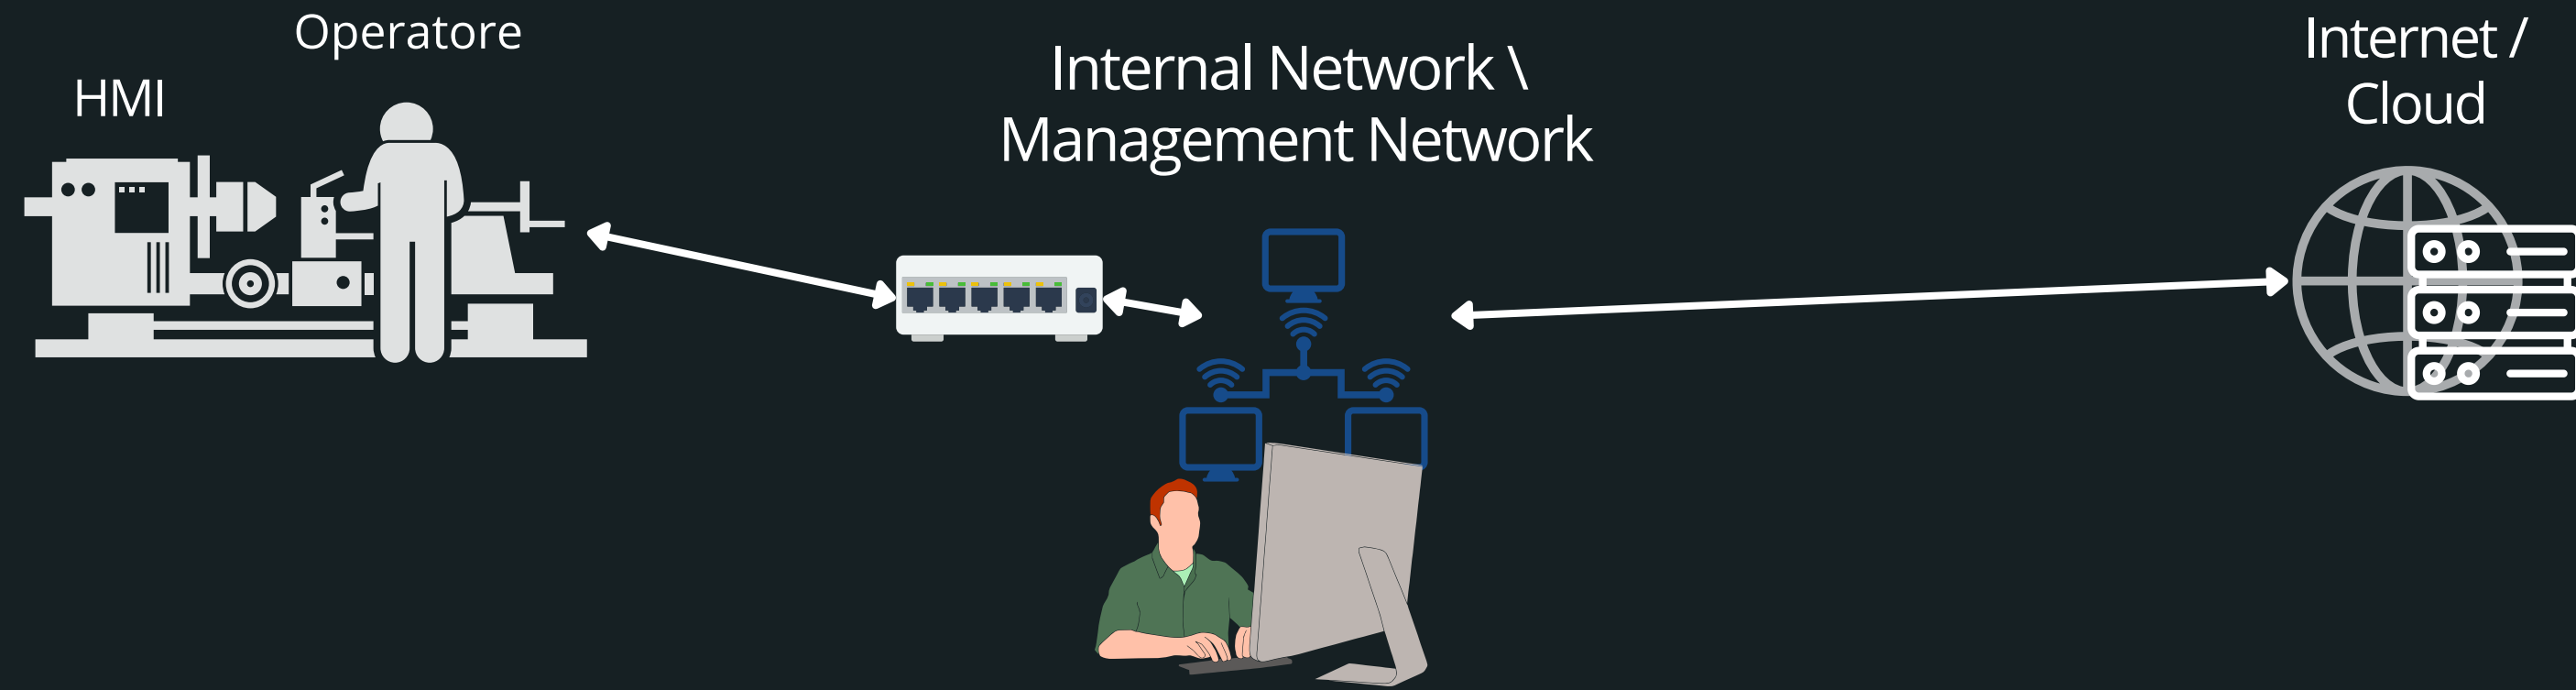 Operatore
HMI
Internal Network \
Management Network
Internet /
Cloud